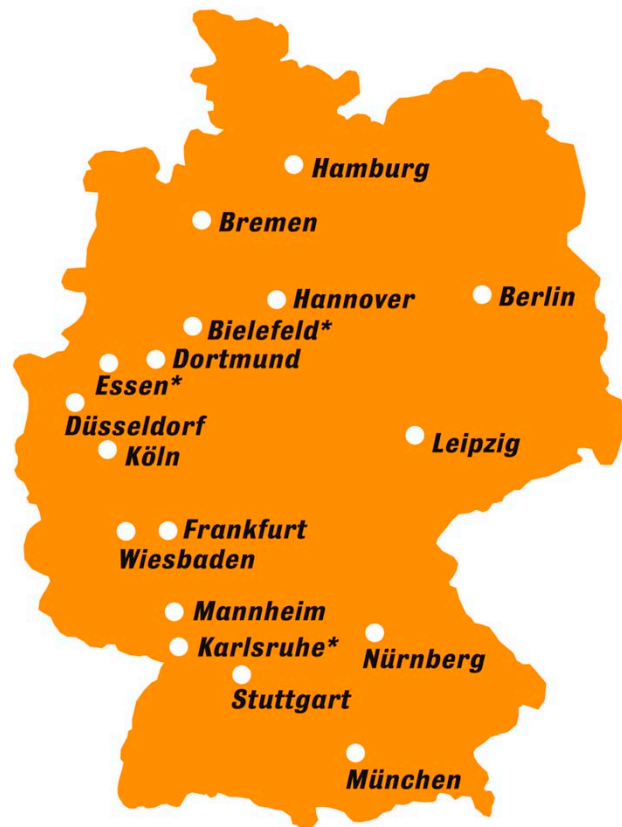 Hamburg
Bremen
Hannover
Berlin
Bielefeld*
Dortmund
Essen*
Düsseldorf
Köln
Leipzig
Frankfurt
Wiesbaden
Mannheim
Karlsruhe*
Nürnberg
Stuttgart
München